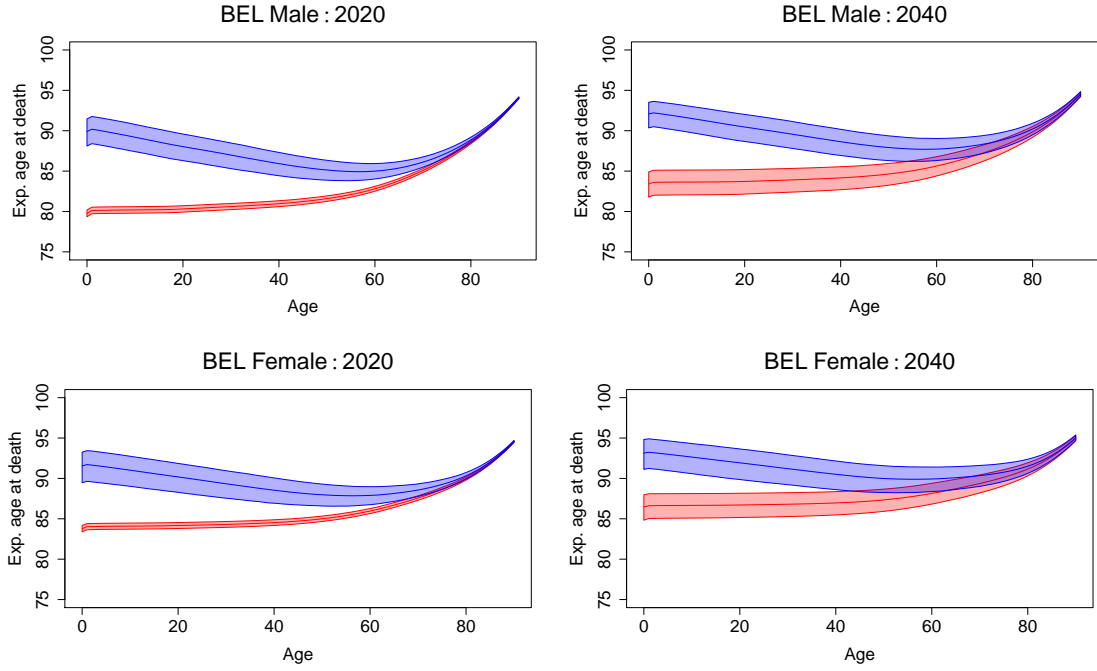 BEL Male : 2020
Exp. age at death
75 80 85 90 95 100
0 20 40 60 80
Age
BEL Male : 2040
Exp. age at death
75 80 85 90 95 100
0 20 40 60 80
Age
BEL Female : 2020
Exp. age at death
75 80 85 90 95 100
0 20 40 60 80
Age
BEL Female : 2040
Exp. age at death
75 80 85 90 95 100
0 20 40 60 80
Age